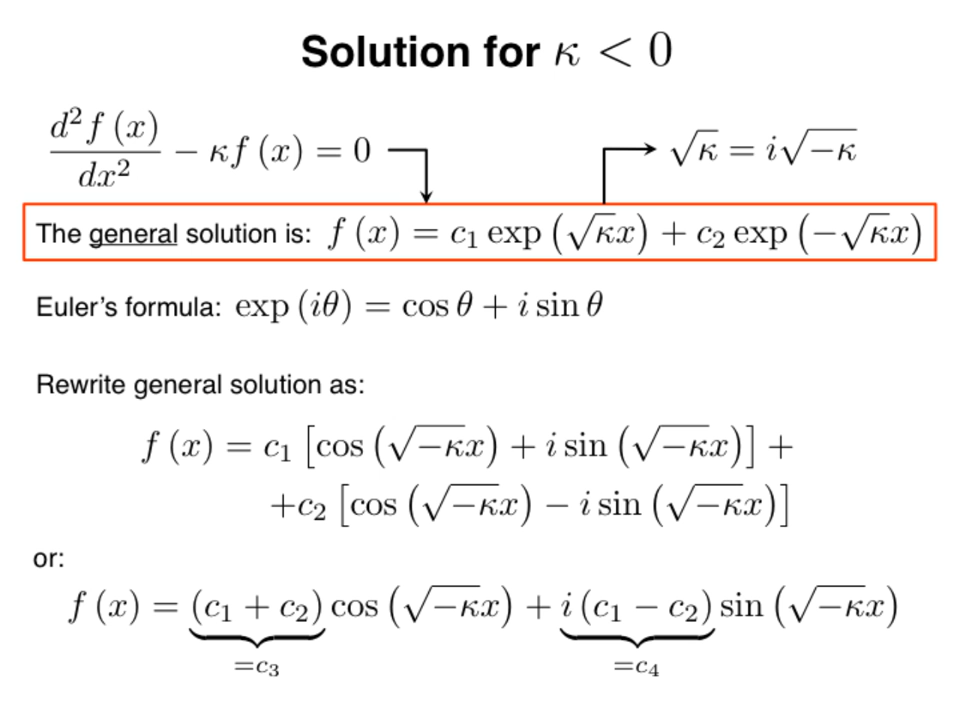 Solution for κ < 0
d²f (x)/dx² − κf (x) = 0
√κ = i√−κ
The general solution is: f (x) = c₁ exp (√κx) + c₂ exp (−√κx)
Euler's formula: exp (iθ) = cos θ + i sin θ
Rewrite general solution as:
f (x) = c₁ [cos (√−κx) + i sin (√−κx)] +
+c₂ [cos (√−κx) − i sin (√−κx)]
or:
f (x) = (c₁ + c₂) cos (√−κx) + i (c₁ − c₂) sin (√−κx)
=c₃ =c₄